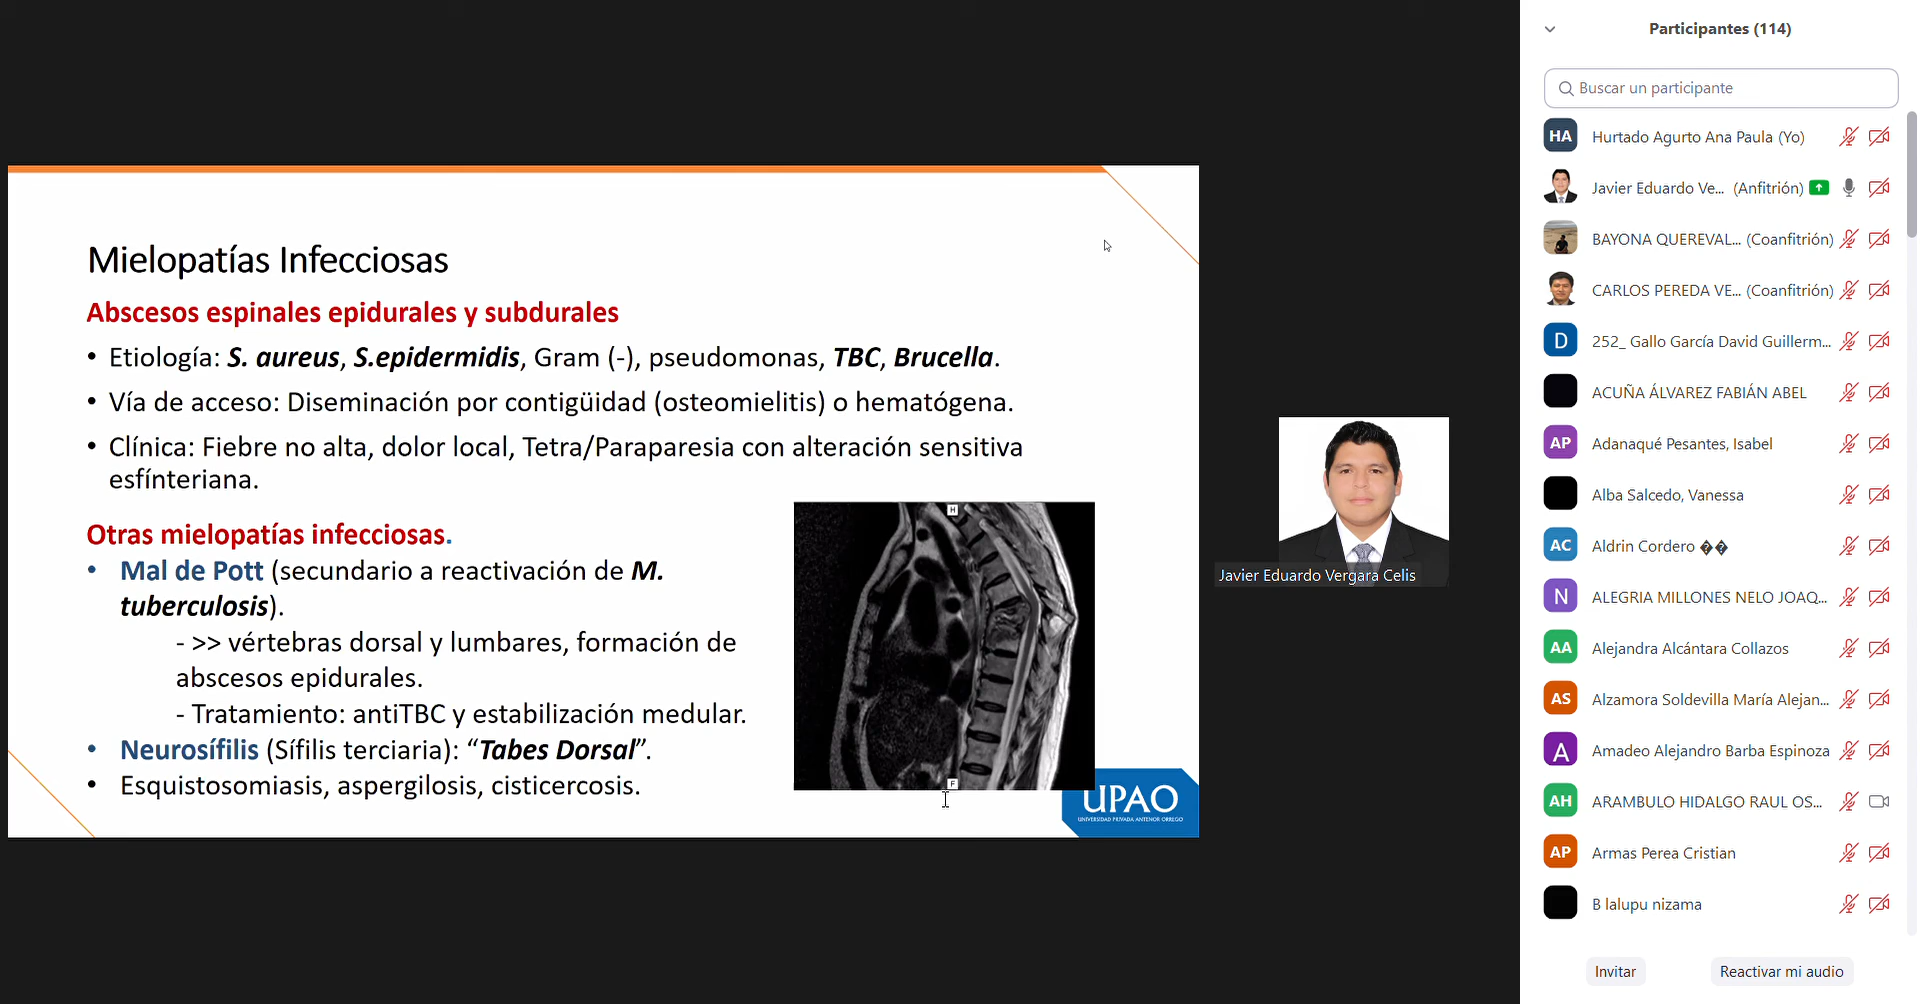 Mielopatías Infecciosas
Abscesos espinales epidurales y subdurales
• Etiología: S. aureus, S.epidermidis, Gram (-), pseudomonas, TBC, Brucella.
• Vía de acceso: Diseminación por contigüidad (osteomielitis) o hematógena.
• Clínica: Fiebre no alta, dolor local, Tetra/Paraparesia con alteración sensitiva
esfínteriana.
Otras mielopatías infecciosas.
• Mal de Pott (secundario a reactivación de M.
tuberculosis).
- >> vértebras dorsal y lumbares, formación de
abscesos epidurales.
- Tratamiento: antiTBC y estabilización medular.
• Neurosífilis (Sífilis terciaria): “Tabes Dorsal”.
• Esquistosomiasis, aspergilosis, cisticercosis.
H
F
UPAO
UNIVERSIDAD PRIVADA ANTENOR ORREGO
Javier Eduardo Vergara Celis
Participantes (114)
Buscar un participante
HA Hurtado Agurto Ana Paula (Yo)
Javier Eduardo Ve... (Anfitrión)
BAYONA QUEREVAL... (Coanfitrión)
CARLOS PEREDA VE... (Coanfitrión)
D 252_ Gallo García David Guillerm...
ACUÑA ÁLVAREZ FABIÁN ABEL
AP Adanaqué Pesantes, Isabel
Alba Salcedo, Vanessa
AC Aldrin Cordero ��
N ALEGRIA MILLONES NELO JOAQ...
AA Alejandra Alcántara Collazos
AS Alzamora Soldevilla María Alejan...
A Amadeo Alejandro Barba Espinoza
AH ARAMBULO HIDALGO RAUL OS...
AP Armas Perea Cristian
B lalupu nizama
Invitar
Reactivar mi audio